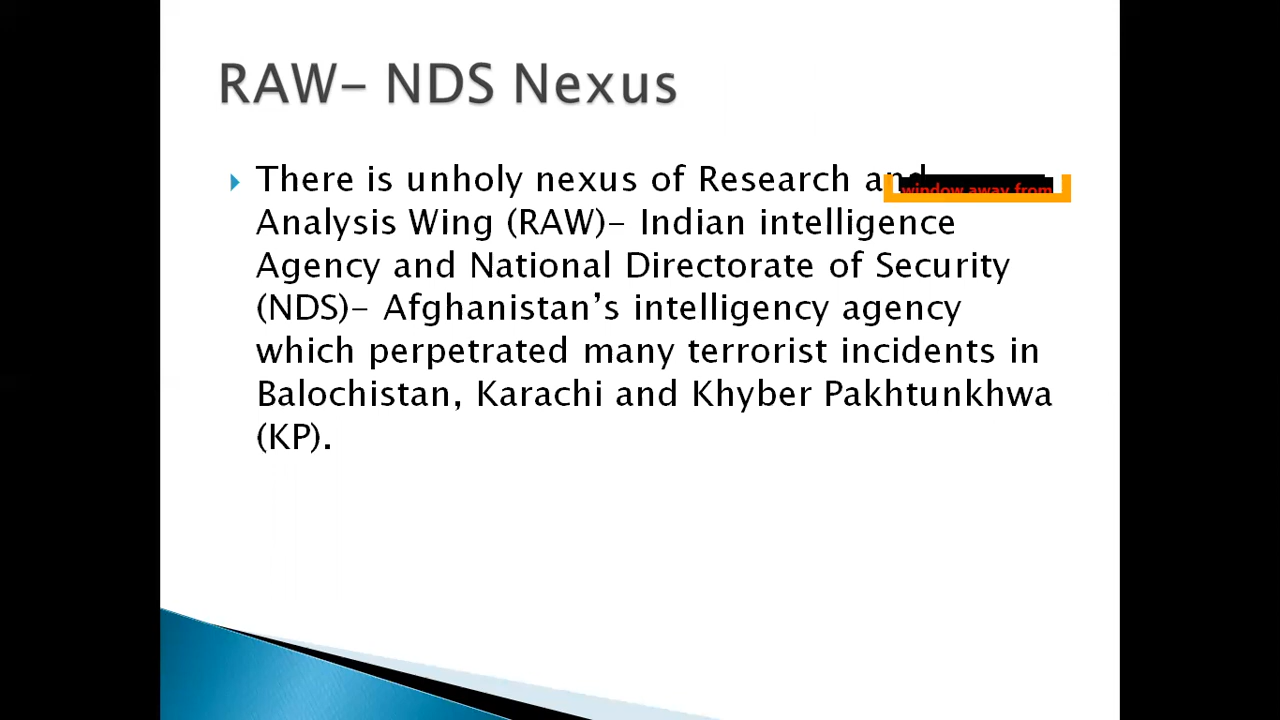 RAW- NDS Nexus
There is unholy nexus of Research and
window away from
Analysis Wing (RAW)- Indian intelligence
Agency and National Directorate of Security
(NDS)- Afghanistan’s intelligency agency
which perpetrated many terrorist incidents in
Balochistan, Karachi and Khyber Pakhtunkhwa
(KP).